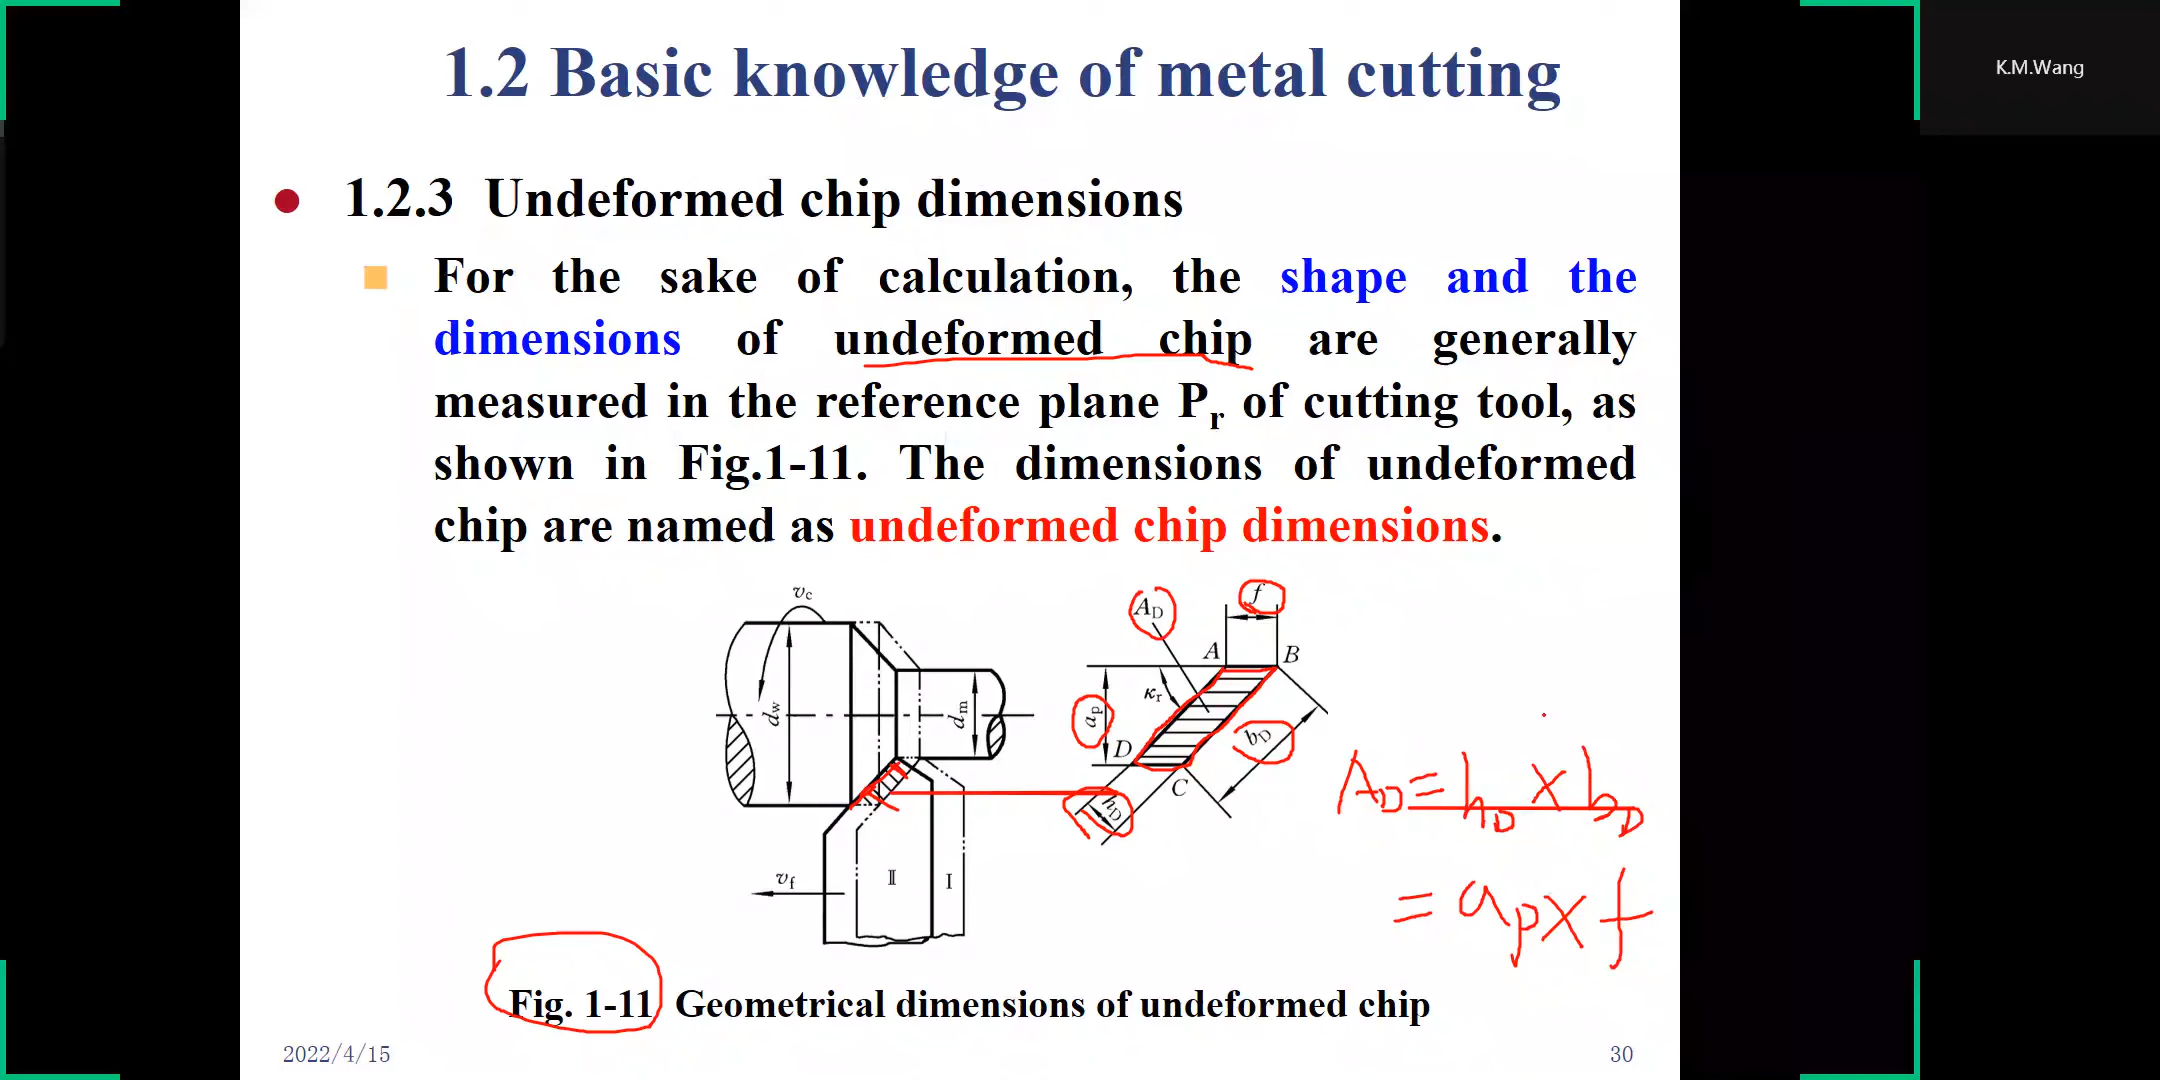 K.M.Wang
1.2 Basic knowledge of metal cutting
1.2.3 Undeformed chip dimensions
For the sake of calculation, the shape and the
dimensions of undeformed chip are generally
measured in the reference plane Pr of cutting tool, as
shown in Fig.1-11. The dimensions of undeformed
chip are named as undeformed chip dimensions.
vc
dw
dm
vf
II
I
AD
f
A
B
κr
ap
D
bD
C
hD
AD = hD × bD
= ap × f
Fig. 1-11 Geometrical dimensions of undeformed chip
2022/4/15
30